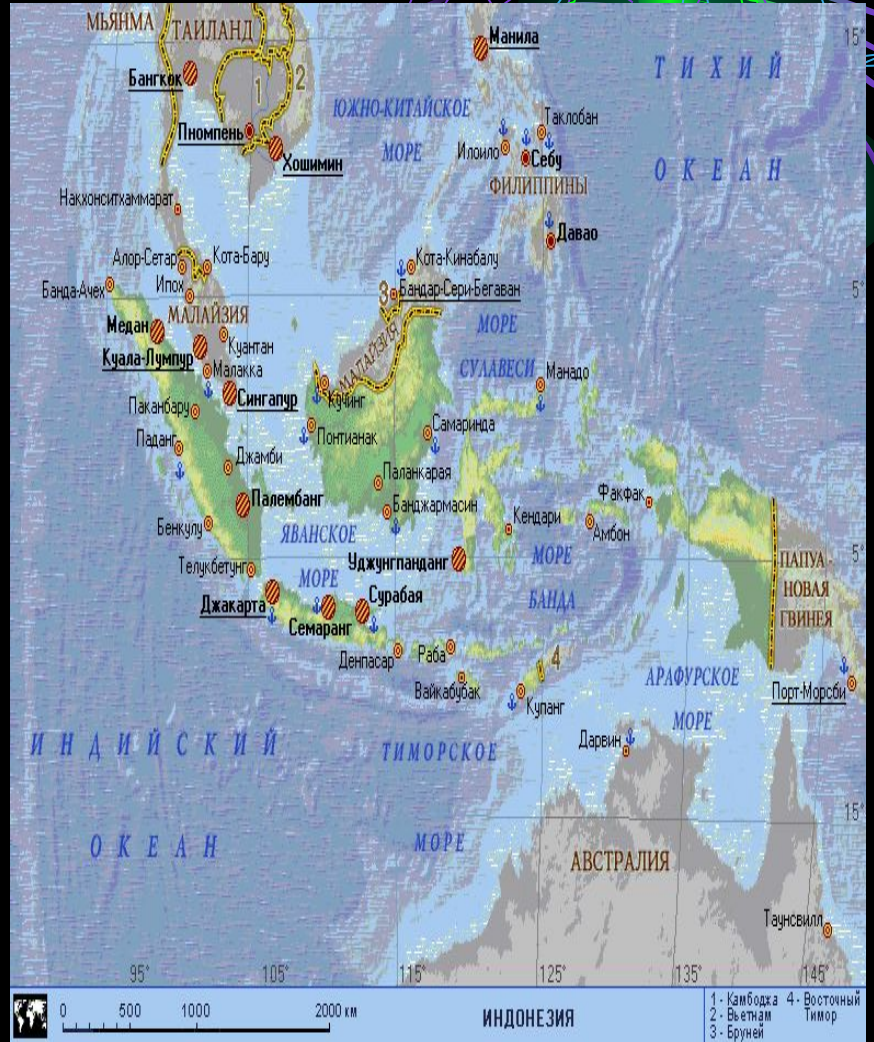 МЬЯНМА
ТАИЛАНД
Манила
15°
Бангкок
1
2
ТИХИЙ
ЮЖНО-КИТАЙСКОЕ
Таклобан
Пномпень
МОРЕ
Илоило
Себу
Хошимин
ОКЕАН
ФИЛИППИНЫ
Накхонситхаммарат
Давао
Алор-Сетар
Кота-Бару
Кота-Кинабалу
Банда-Ачех
Ипох
3
Бандар-Сери-Бегаван
5°
МАЛАЙЗИЯ
Медан
Куантан
МАЛАЙЗИЯ
МОРЕ
Куала-Лумпур
СУЛАВЕСИ
Малакка
Манадо
Сингапур
Кучинг
Паканбару
Понтианак
Самаринда
Паданг
Джамби
Паланкарая
Палембанг
Факфак
Банджармасин
Бенкулу
ЯВАНСКОЕ
Кендари
Амбон
Телукбетунг
Уджунгпанданг
МОРЕ
5°
МОРЕ
ПАПУА -
Джакарта
Сурабая
БАНДА
НОВАЯ
Семаранг
ГВИНЕЯ
Денпасар
Раба
4
Вайкабубак
АРАФУРСКОЕ
Порт-Морсби
Купанг
МОРЕ
ИНДИЙСКИЙ
ТИМОРСКОЕ
Дарвин
15°
ОКЕАН
МОРЕ
АВСТРАЛИЯ
Таунсвилл
95°
105°
115°
125°
135°
145°
0 500 1000 2000 км
ИНДОНЕЗИЯ
1 - Камбоджа 4 - Восточный
2 - Вьетнам Тимор
3 - Бруней